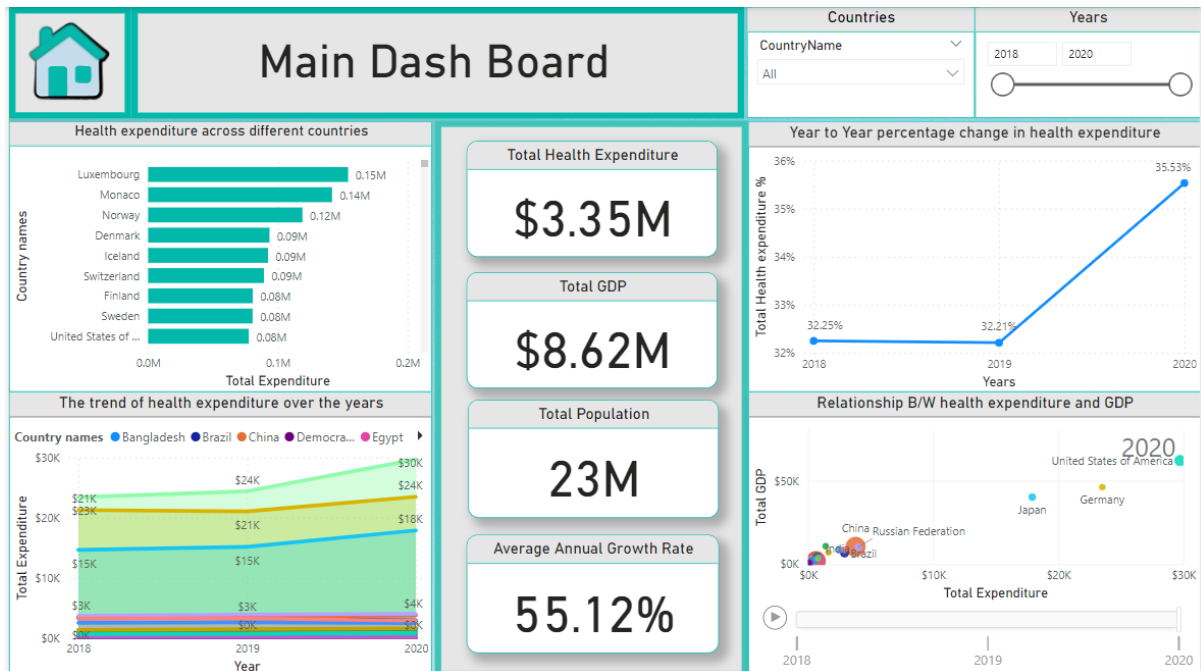 Main Dash Board
Countries
CountryName
All
Years
2018
2020
Health expenditure across different countries
Country names
Luxembourg
0.15M
Monaco
0.14M
Norway
0.12M
Denmark
0.09M
Iceland
0.09M
Switzerland
0.09M
Finland
0.08M
Sweden
0.08M
United States of ...
0.08M
0.0M
0.1M
0.2M
Total Expenditure
Total Health Expenditure
$3.35M
Total GDP
$8.62M
Total Population
23M
Average Annual Growth Rate
55.12%
Year to Year percentage change in health expenditure
Total Health expenditure %
36%
35%
34%
33%
32%
32.25%
32.21%
35.53%
2018
2019
2020
Years
The trend of health expenditure over the years
Country names
Bangladesh
Brazil
China
Democra...
Egypt
Total Expenditure
$30K
$20K
$10K
$0K
$21K
$23K
$15K
$3K
$0K
$24K
$21K
$15K
$3K
$0K
$30K
$24K
$18K
$4K
$0K
2018
2019
2020
Year
Relationship B/W health expenditure and GDP
2020
Total GDP
$50K
$0K
United States of America
Germany
Japan
China
Russian Federation
India
Brazil
$0K
$10K
$20K
$30K
Total Expenditure
2018
2019
2020